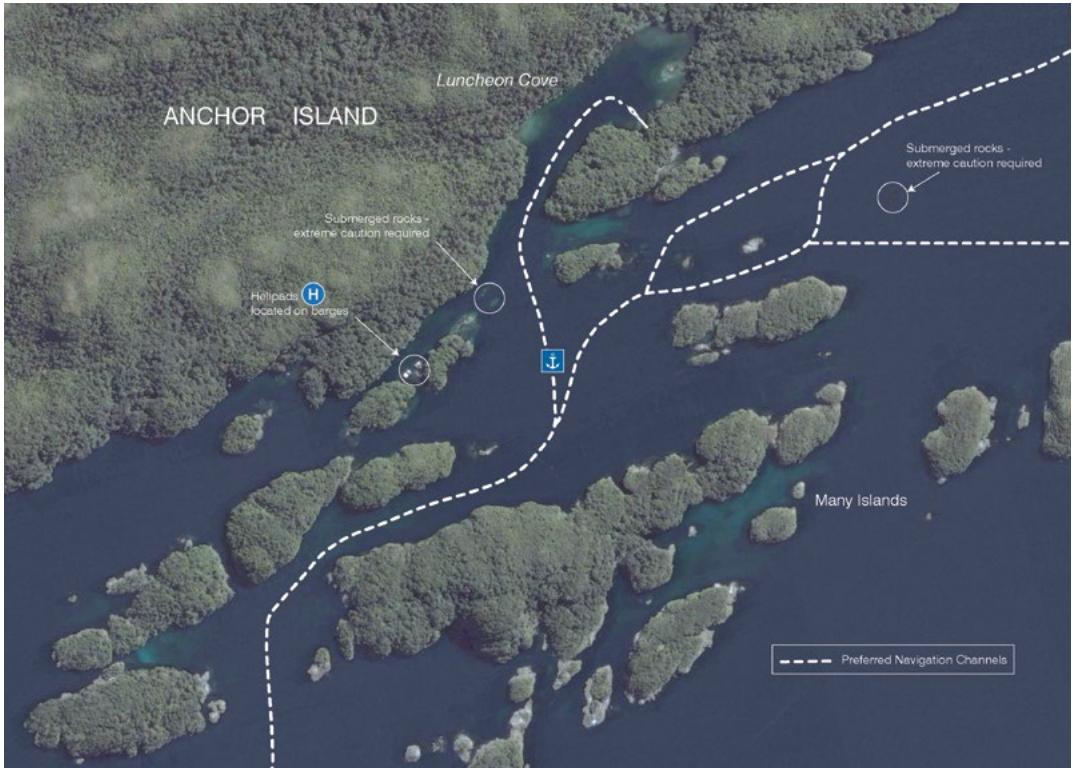 Luncheon Cove
ANCHOR ISLAND
Submerged rocks -
extreme caution required
Submerged rocks -
extreme caution required
Helipads H
located on barges
Many Islands
Preferred Navigation Channels